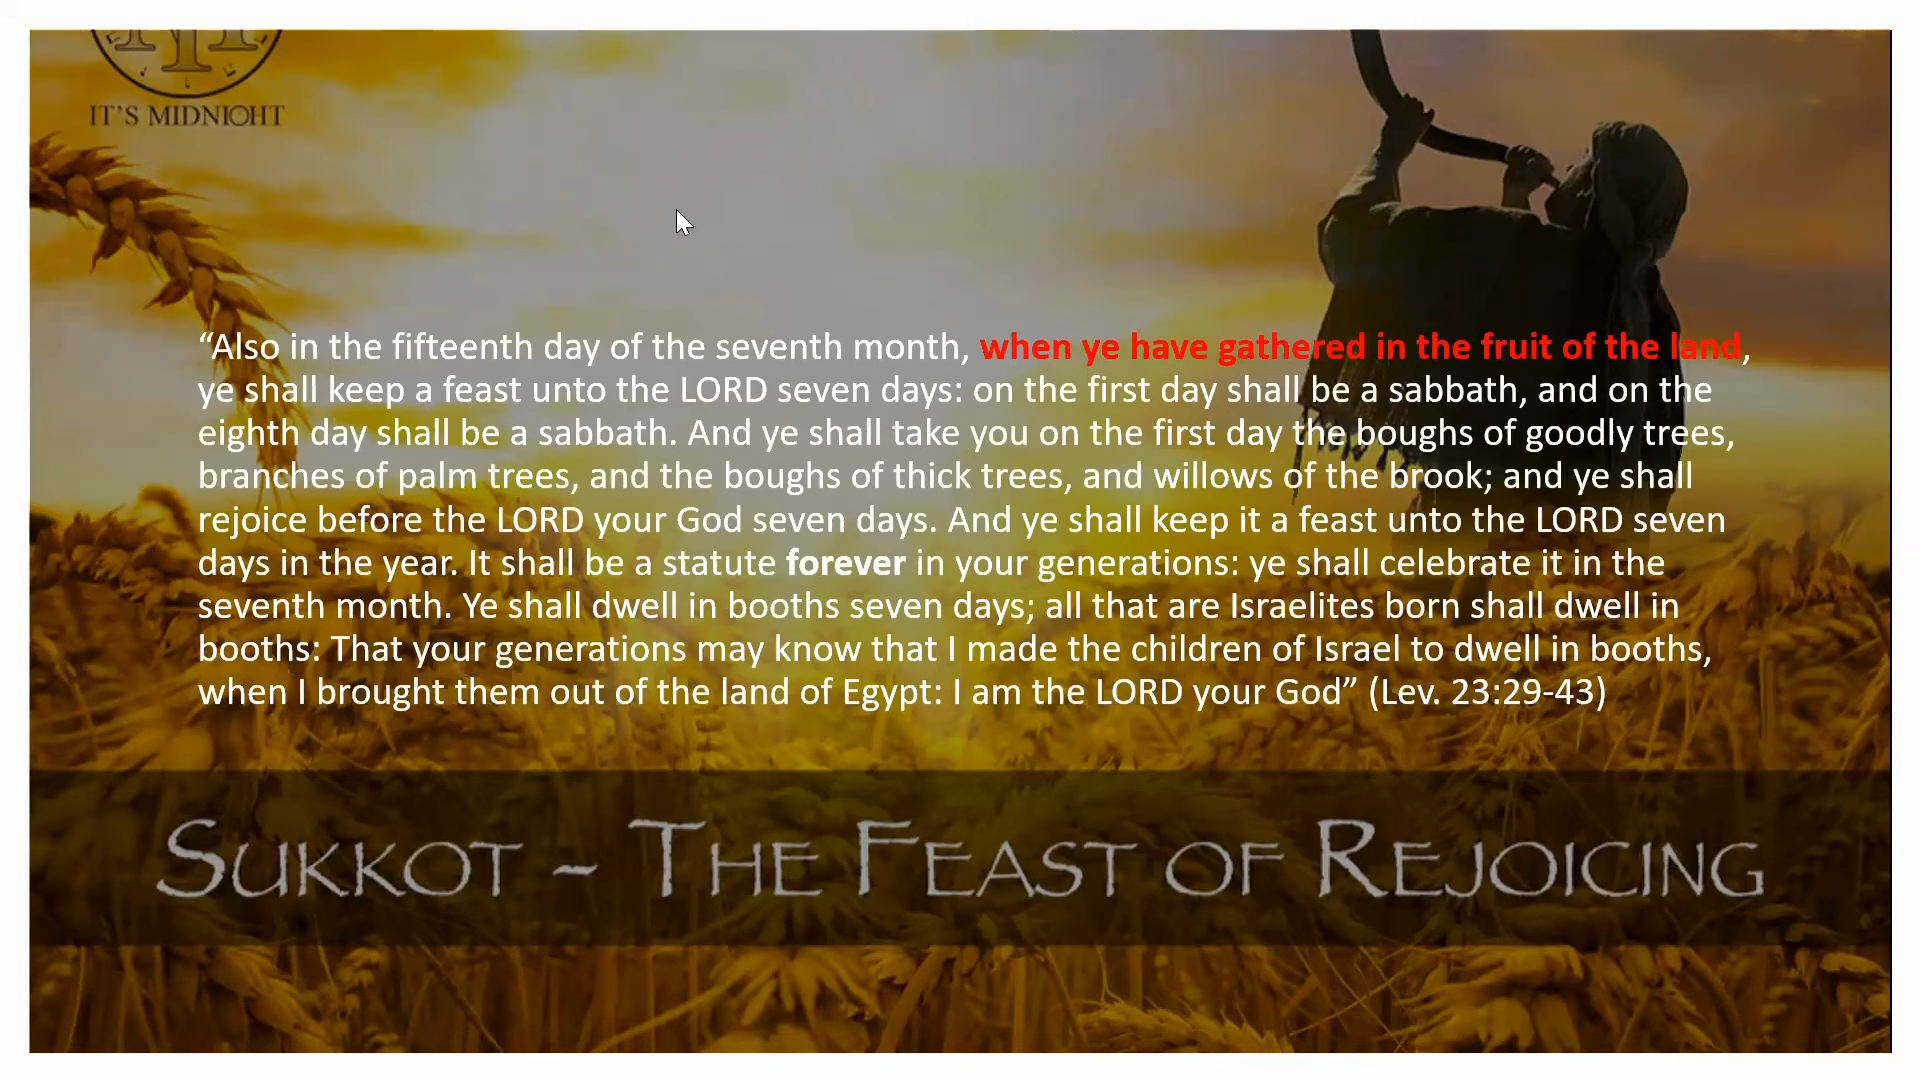 IT'S MIDNIGHT
“Also in the fifteenth day of the seventh month, when ye have gathered in the fruit of the land,
ye shall keep a feast unto the LORD seven days: on the first day shall be a sabbath, and on the
eighth day shall be a sabbath. And ye shall take you on the first day the boughs of goodly trees,
branches of palm trees, and the boughs of thick trees, and willows of the brook; and ye shall
rejoice before the LORD your God seven days. And ye shall keep it a feast unto the LORD seven
days in the year. It shall be a statute forever in your generations: ye shall celebrate it in the
seventh month. Ye shall dwell in booths seven days; all that are Israelites born shall dwell in
booths: That your generations may know that I made the children of Israel to dwell in booths,
when I brought them out of the land of Egypt: I am the LORD your God” (Lev. 23:29-43)
SUKKOT ~ THE FEAST OF REJOICING